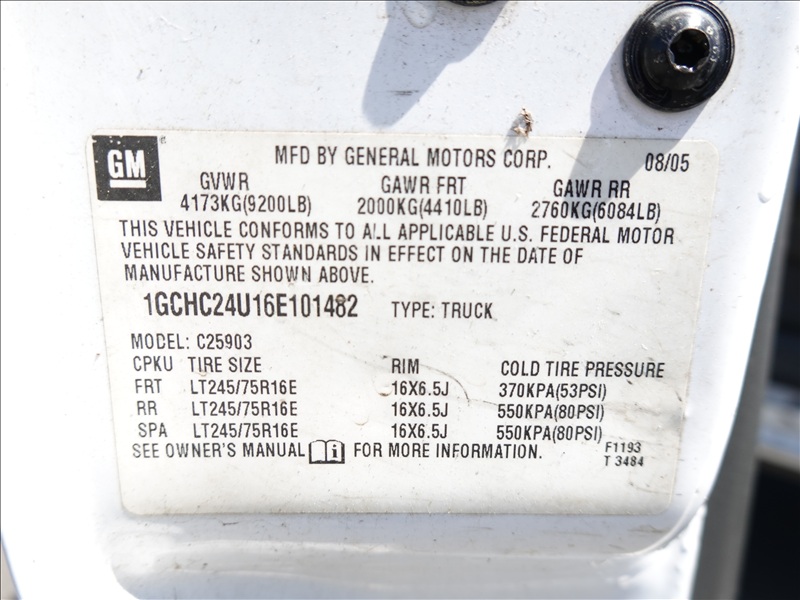 GM
MFD BY GENERAL MOTORS CORP. 08/05
GVWR GAWR FRT GAWR RR
4173KG(9200LB) 2000KG(4410LB) 2760KG(6084LB)
THIS VEHICLE CONFORMS TO ALL APPLICABLE U.S. FEDERAL MOTOR
VEHICLE SAFETY STANDARDS IN EFFECT ON THE DATE OF
MANUFACTURE SHOWN ABOVE.
1GCHC24U16E101482 TYPE: TRUCK
MODEL: C25903
CPKU TIRE SIZE RIM COLD TIRE PRESSURE
FRT LT245/75R16E 16X6.5J 370KPA(53PSI)
RR LT245/75R16E 16X6.5J 550KPA(80PSI)
SPA LT245/75R16E 16X6.5J 550KPA(80PSI)
SEE OWNER'S MANUAL FOR MORE INFORMATION. F1193
T 3484